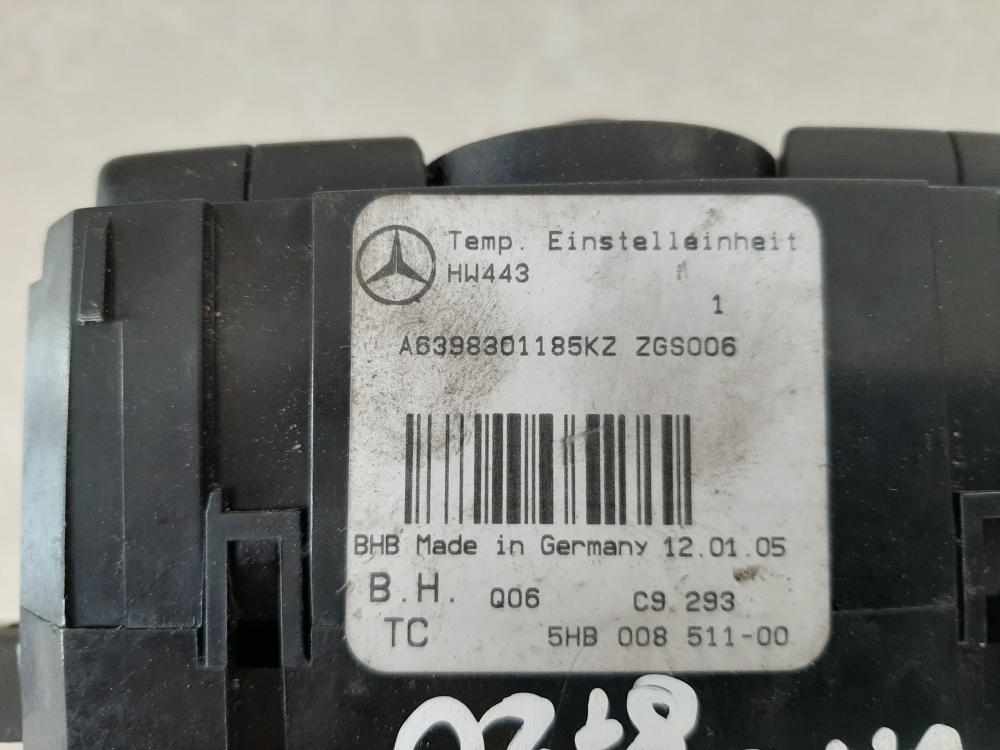 Temp. Einstelleinheit
HW443
1
A6398301185KZ ZGS006
BHB Made in Germany 12.01.05
B.H. Q06 C9 293
TC 5HB 008 511-00